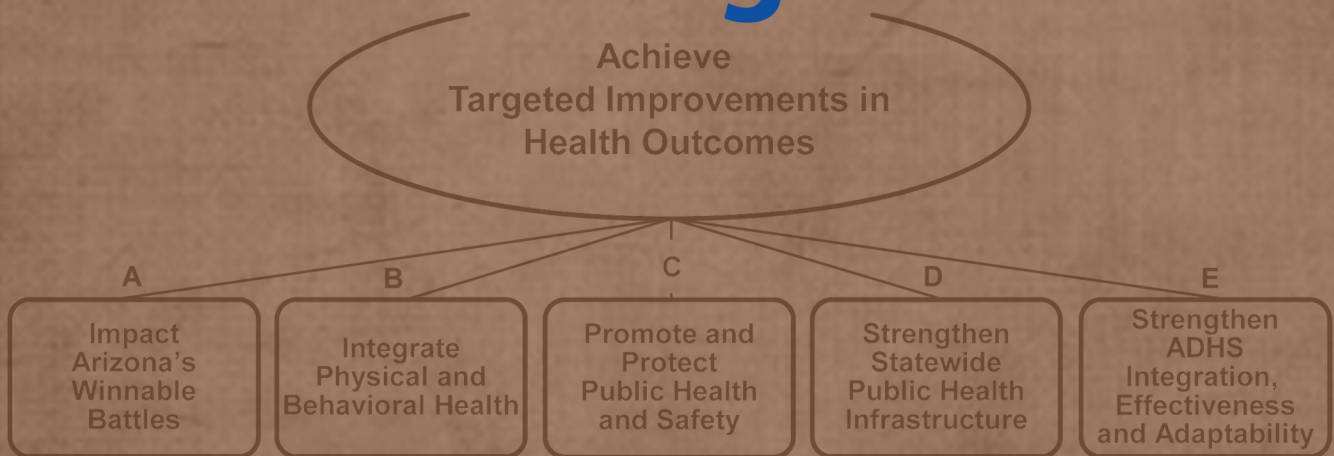 Achieve
Targeted Improvements in
Health Outcomes
A
B
C
D
E
Impact
Arizona’s
Winnable
Battles
Integrate
Physical and
Behavioral Health
Promote and
Protect
Public Health
and Safety
Strengthen
Statewide
Public Health
Infrastructure
Strengthen
ADHS
Integration,
Effectiveness
and Adaptability